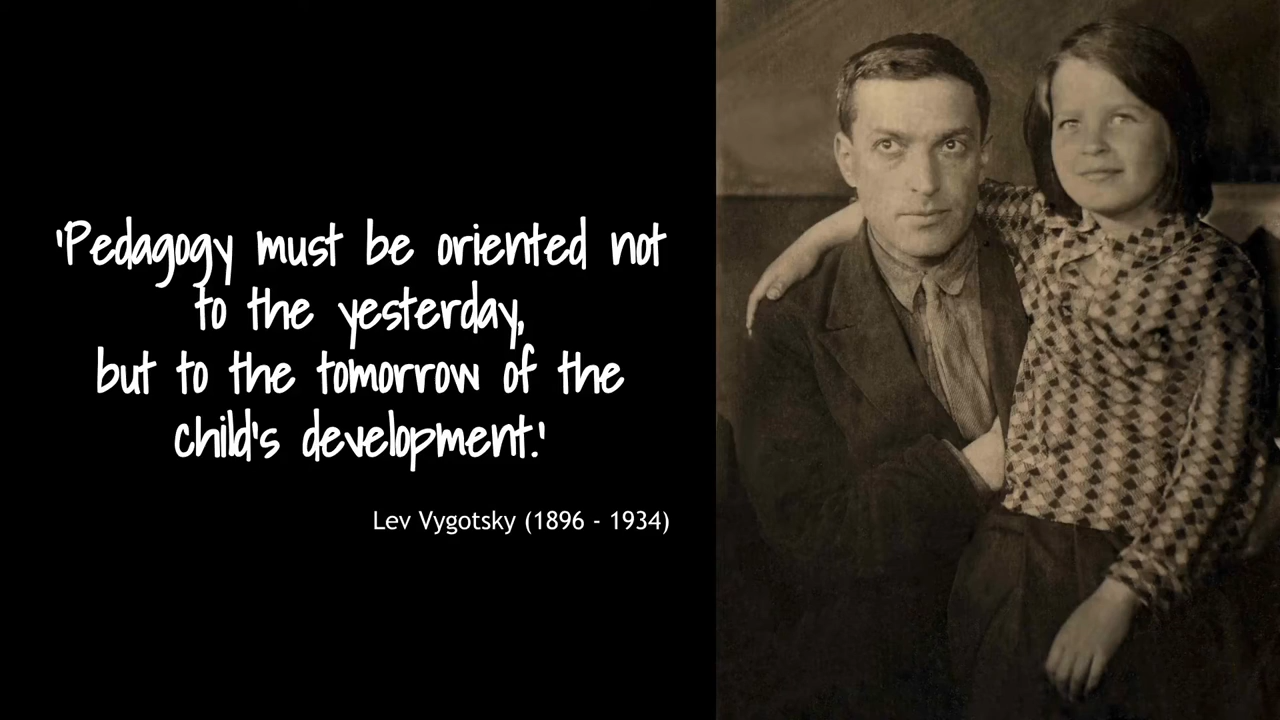 'Pedagogy must be oriented not
to the yesterday,
but to the tomorrow of the
child's development.'
Lev Vygotsky (1896 - 1934)